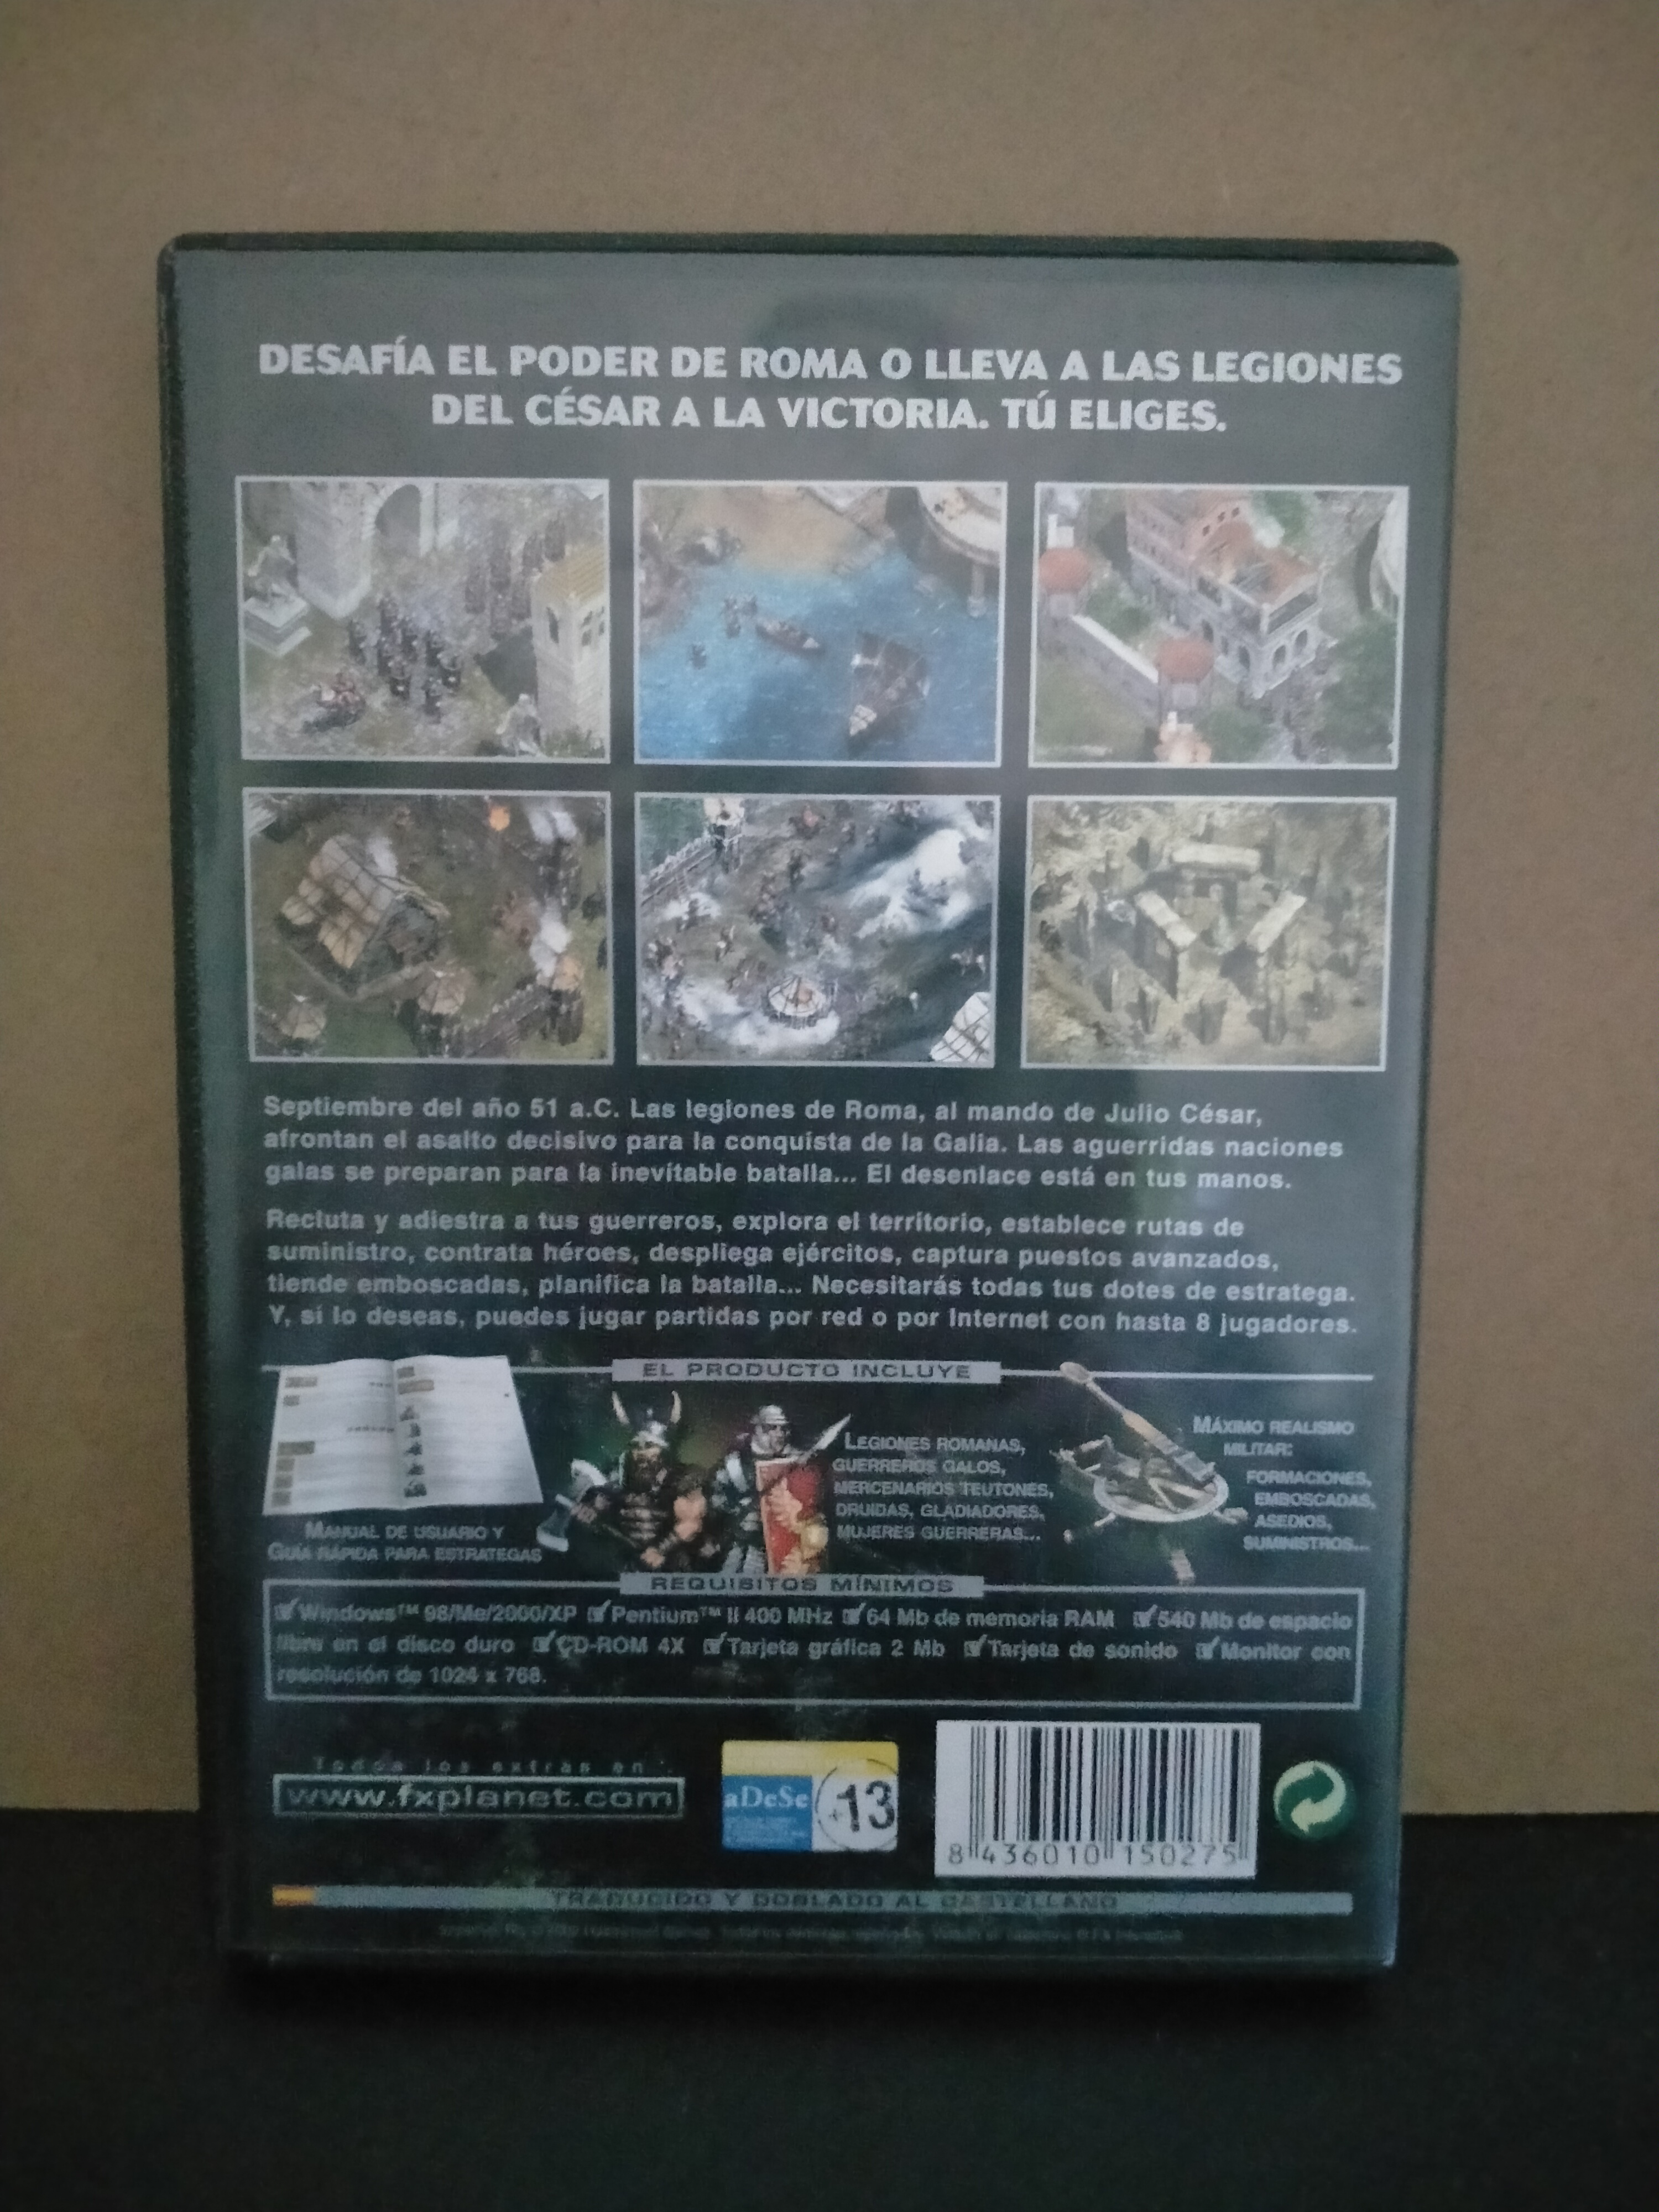 DESAFÍA EL PODER DE ROMA O LLEVA A LAS LEGIONES
DEL CÉSAR A LA VICTORIA. TÚ ELIGES.
Septiembre del año 51 a.C. Las legiones de Roma, al mando de Julio César,
afrontan el asalto decisivo para la conquista de la Galia. Las aguerridas naciones
galas se preparan para la inevitable batalla... El desenlace está en tus manos.
Recluta y adiestra a tus guerreros, explora el territorio, establece rutas de
suministro, contrata héroes, despliega ejércitos, captura puestos avanzados,
tiende emboscadas, planifica la batalla... Necesitarás todas tus dotes de estratega.
Y, si lo deseas, puedes jugar partidas por red o por Internet con hasta 8 jugadores.
EL PRODUCTO INCLUYE
MANUAL DE USUARIO Y
GUÍA RÁPIDA PARA ESTRATEGAS
LEGIONES ROMANAS,
GUERREROS GALOS,
MERCENARIOS TEUTONES,
DRUIDAS, GLADIADORES,
MUJERES GUERRERAS...
MÁXIMO REALISMO
MILITAR:
FORMACIONES,
EMBOSCADAS,
ASEDIOS,
SUMINISTROS...
REQUISITOS MÍNIMOS
Windows™ 98/Me/2000/XP Pentium™ II 400 MHz 64 Mb de memoria RAM 540 Mb de espacio
libre en el disco duro CD-ROM 4X Tarjeta gráfica 2 Mb Tarjeta de sonido Monitor con
resolución de 1024 x 768.
Todos los extras en:
www.fxplanet.com
aDeSe
+13
8 436010 150275
TRADUCIDO Y DOBLADO AL CASTELLANO